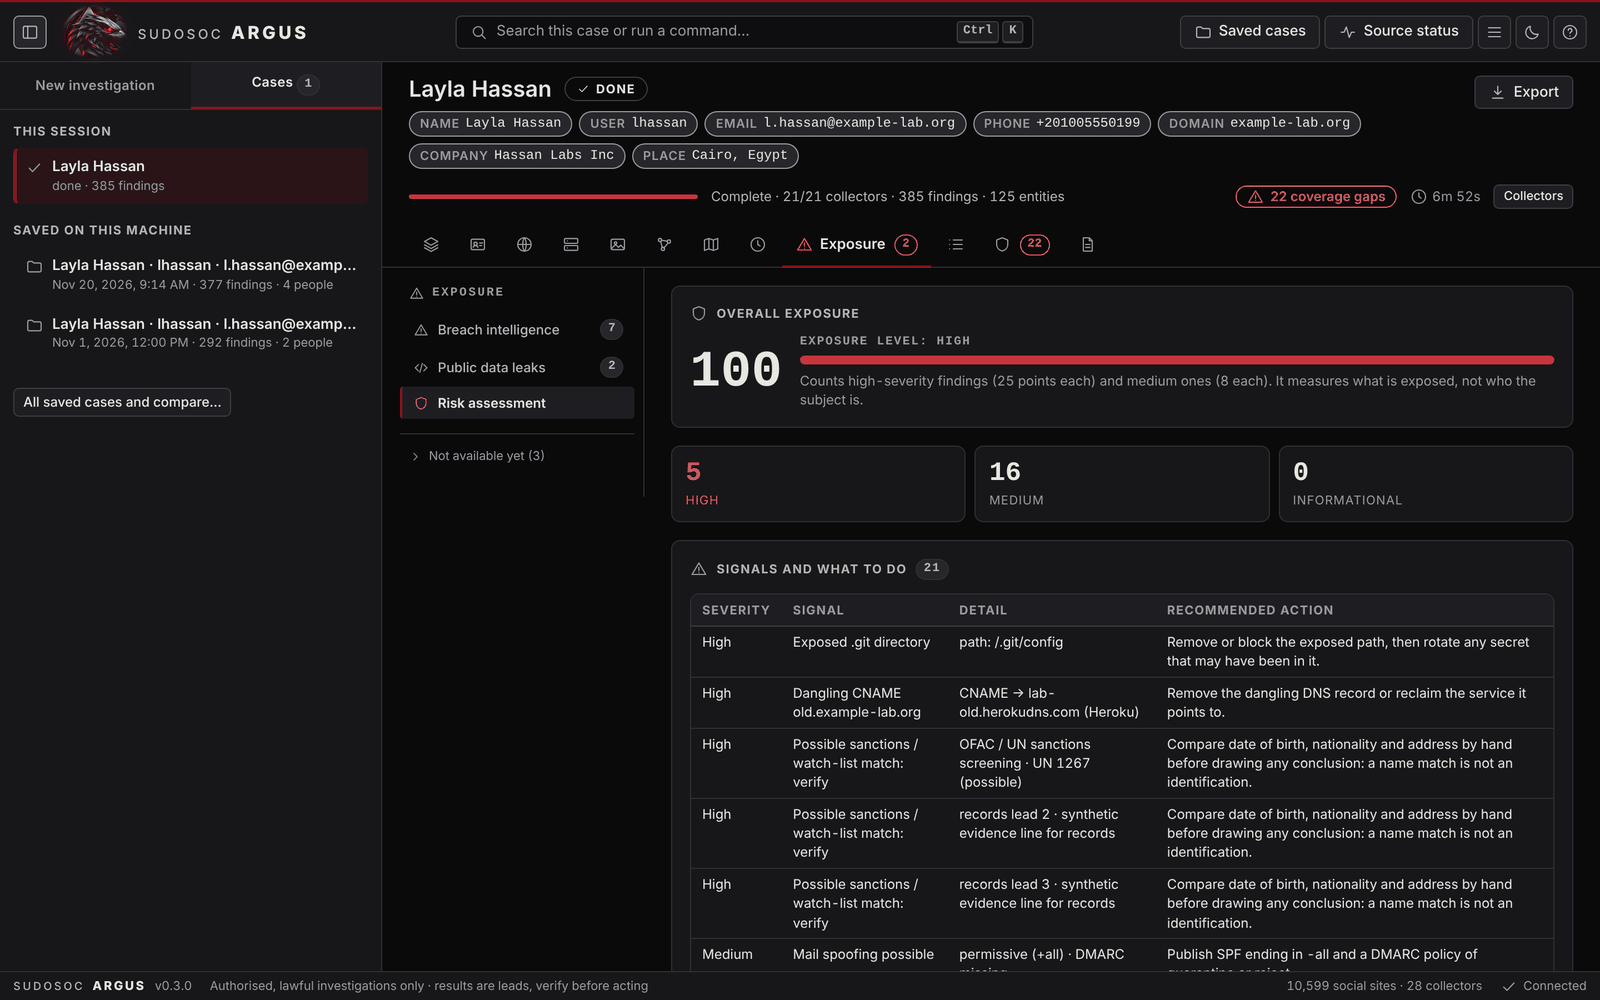 SUDOSOC ARGUS
Search this case or run a command...
Ctrl K
Saved cases
Source status
New investigation
Cases 1
THIS SESSION
Layla Hassan
done · 385 findings
SAVED ON THIS MACHINE
Layla Hassan · lhassan · l.hassan@examp...
Nov 20, 2026, 9:14 AM · 377 findings · 4 people
Layla Hassan · lhassan · l.hassan@examp...
Nov 1, 2026, 12:00 PM · 292 findings · 2 people
All saved cases and compare...
Layla Hassan
DONE
Export
NAME Layla Hassan
USER lhassan
EMAIL l.hassan@example-lab.org
PHONE +201005550199
DOMAIN example-lab.org
COMPANY Hassan Labs Inc
PLACE Cairo, Egypt
Complete · 21/21 collectors · 385 findings · 125 entities
22 coverage gaps
6m 52s
Collectors
Exposure 2
22
EXPOSURE
Breach intelligence 7
Public data leaks 2
Risk assessment
Not available yet (3)
OVERALL EXPOSURE
100
EXPOSURE LEVEL: HIGH
Counts high-severity findings (25 points each) and medium ones (8 each). It measures what is exposed, not who the
subject is.
5
HIGH
16
MEDIUM
0
INFORMATIONAL
SIGNALS AND WHAT TO DO 21
SEVERITY SIGNAL DETAIL RECOMMENDED ACTION
High Exposed .git directory path: /.git/config Remove or block the exposed path, then rotate any secret
that may have been in it.
High Dangling CNAME CNAME → lab- Remove the dangling DNS record or reclaim the service it
old.example-lab.org old.herokudns.com (Heroku) points to.
High Possible sanctions / OFAC / UN sanctions Compare date of birth, nationality and address by hand
watch-list match: screening · UN 1267 before drawing any conclusion: a name match is not an
verify (possible) identification.
High Possible sanctions / records lead 2 · synthetic Compare date of birth, nationality and address by hand
watch-list match: evidence line for records before drawing any conclusion: a name match is not an
verify identification.
High Possible sanctions / records lead 3 · synthetic Compare date of birth, nationality and address by hand
watch-list match: evidence line for records before drawing any conclusion: a name match is not an
verify identification.
Medium Mail spoofing possible permissive (+all) · DMARC Publish SPF ending in -all and a DMARC policy of
SUDOSOC ARGUS v0.3.0 Authorised, lawful investigations only · results are leads, verify before acting
10,599 social sites · 28 collectors
Connected